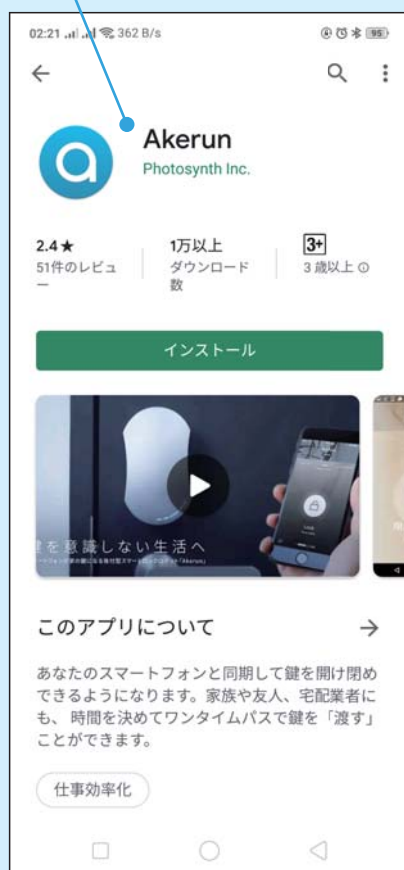 02:21 362 B/s 95
Akerun
Photosynth Inc.
2.4★
51件のレビュ
ー
1万以上
ダウンロード
数
3+
3 歳以上
インストール
鍵を意識しない生活へ
Lock
このアプリについて
あなたのスマートフォンと同期して鍵を開け閉め
できるようになります。家族や友人、宅配業者に
も、 時間を決めてワンタイムパスで鍵を「渡す」
ことができます。
仕事効率化